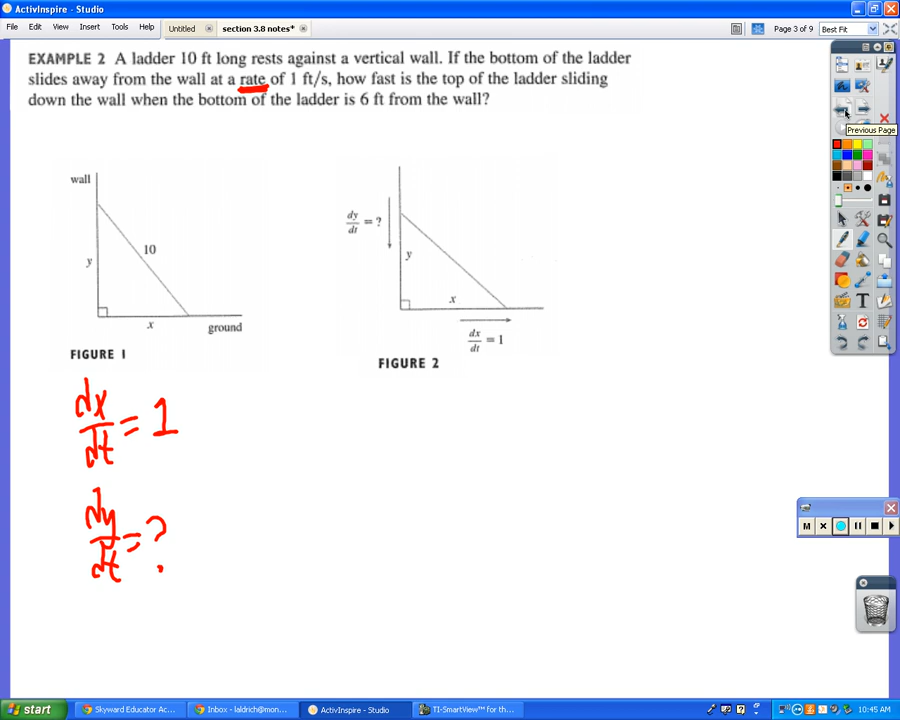 ActivInspire - Studio
File Edit View Insert Tools Help
Untitled
section 3.8 notes*
Page 3 of 9
Best Fit
EXAMPLE 2 A ladder 10 ft long rests against a vertical wall. If the bottom of the ladder
slides away from the wall at a rate of 1 ft/s, how fast is the top of the ladder sliding
down the wall when the bottom of the ladder is 6 ft from the wall?
Previous Page
wall
10
y
x
ground
FIGURE 1
dy/dt = ?
y
x
dx/dt = 1
FIGURE 2
dx/dt = 1
dy/dt = ?
M
start
Skyward Educator Ac...
Inbox - laldrich@mon...
ActivInspire - Studio
TI-SmartView™ for th...
10:45 AM